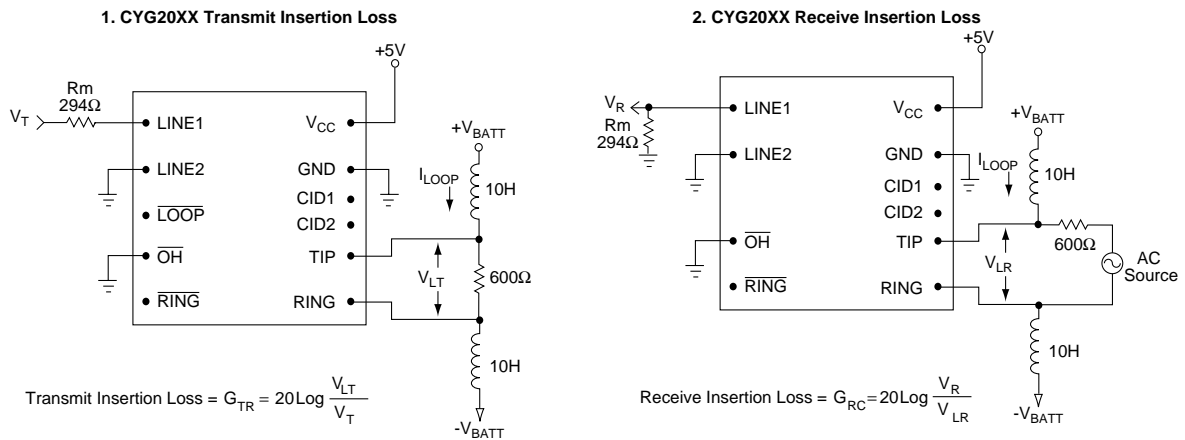 1. CYG20XX Transmit Insertion Loss
+5V
Rm
294Ω
V_T
LINE1
V_CC
+V_BATT
LINE2
GND
I_LOOP
10H
CID1
LOOP
CID2
OH
TIP
V_LT
600Ω
RING
RING
10H
Transmit Insertion Loss = G_TR = 20Log V_LT / V_T
-V_BATT
2. CYG20XX Receive Insertion Loss
+5V
V_R
LINE1
Rm
294Ω
V_CC
+V_BATT
LINE2
GND
I_LOOP
10H
CID1
CID2
OH
TIP
600Ω
V_LR
AC
Source
RING
RING
10H
Receive Insertion Loss = G_RC = 20Log V_R / V_LR
-V_BATT